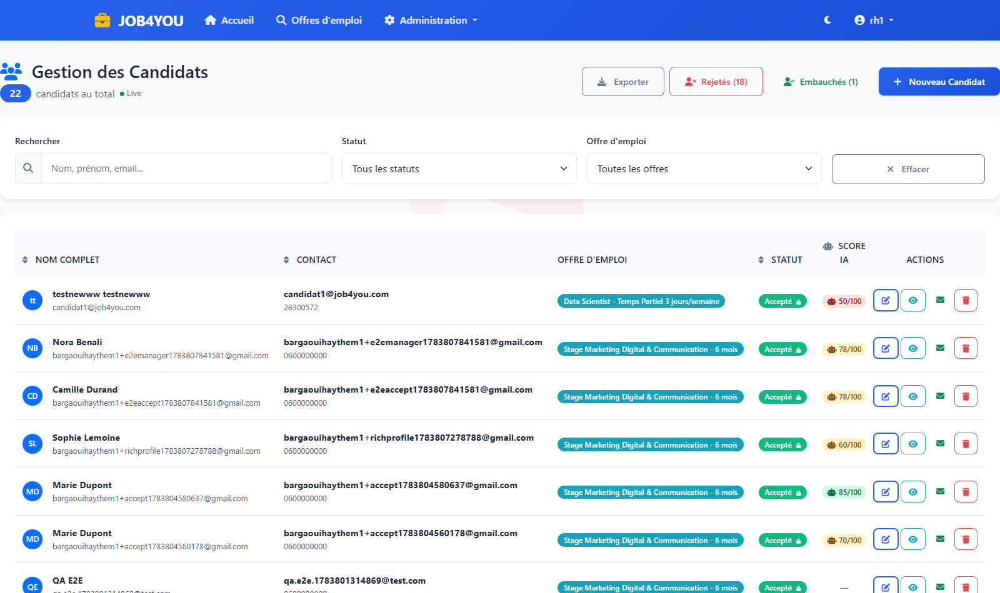 JOB4YOU Accueil Offres d'emploi Administration rh1
Gestion des Candidats
22 candidats au total Live
Exporter Rejetés (18) Embauchés (1) Nouveau Candidat
Rechercher Statut Offre d'emploi
Nom, prénom, email... Tous les statuts Toutes les offres Effacer
NOM COMPLET CONTACT OFFRE D'EMPLOI STATUT SCORE IA ACTIONS
tt testnewww testnewww candidat1@job4you.com Data Scientist - Temps Partiel 3 jours/semaine Accepté 50/100
candidat1@job4you.com 28300572
NB Nora Benali bargaouihaythem1+e2emanager1783807841581@gmail.com Stage Marketing Digital & Communication - 6 mois Accepté 78/100
bargaouihaythem1+e2emanager1783807841581@gmail.com 0600000000
CD Camille Durand bargaouihaythem1+e2eaccept1783807841581@gmail.com Stage Marketing Digital & Communication - 6 mois Accepté 78/100
bargaouihaythem1+e2eaccept1783807841581@gmail.com 0600000000
SL Sophie Lemoine bargaouihaythem1+richprofile1783807278788@gmail.com Stage Marketing Digital & Communication - 6 mois Accepté 60/100
bargaouihaythem1+richprofile1783807278788@gmail.com 0600000000
MD Marie Dupont bargaouihaythem1+accept1783804580637@gmail.com Stage Marketing Digital & Communication - 6 mois Accepté 85/100
bargaouihaythem1+accept1783804580637@gmail.com 0600000000
MD Marie Dupont bargaouihaythem1+accept1783804560178@gmail.com Stage Marketing Digital & Communication - 6 mois Accepté 70/100
bargaouihaythem1+accept1783804560178@gmail.com 0600000000
QE QA E2E qa.e2e.1783801314869@test.com Stage Marketing Digital & Communication - 6 mois Accepté —